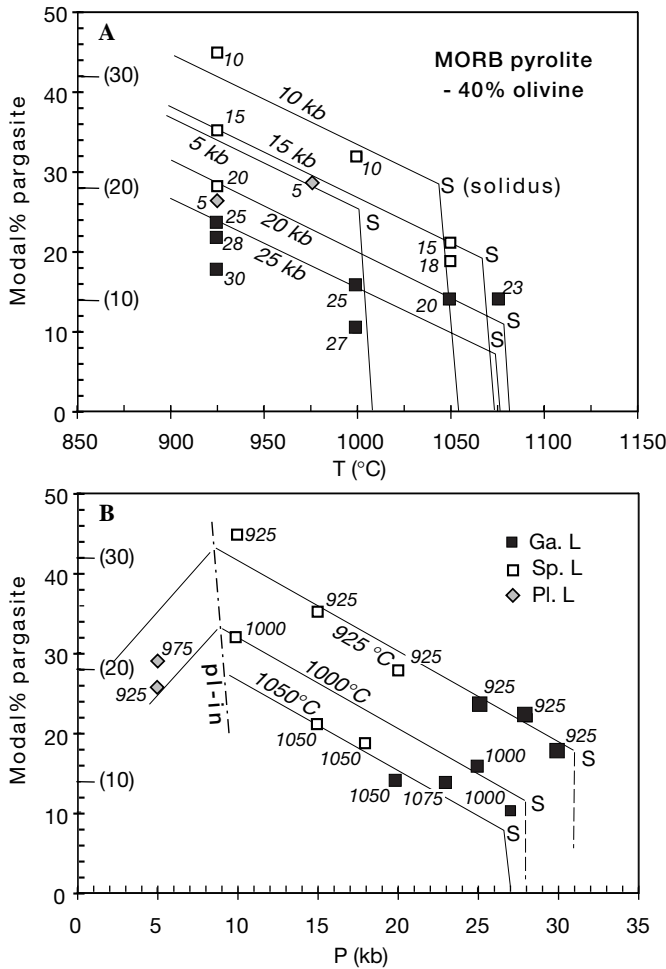 50
A
10
MORB pyrolite
- 40% olivine
(30)
40
10 kb
15
15 kb
10
30
5 kb
5
S (solidus)
20
(20)
5
S
25
20 kb
15
S
28
18
20
25 kb
23
30
25
20
(10)
S
10
27
S
0
850 900 950 1000 1050 1100 1150
T (°C)
Modal% pargasite
50
B
925
Ga. L
Sp. L
Pl. L
40
(30)
925
925 °C
925
1000
30
975
(20)
925
pl-in
1000°C
1050°C
925
925
925
20
1050
1050
1000
S
1050
1075
1000
(10)
S
10
S
0
0 5 10 15 20 25 30 35
P (kb)
Modal% pargasite